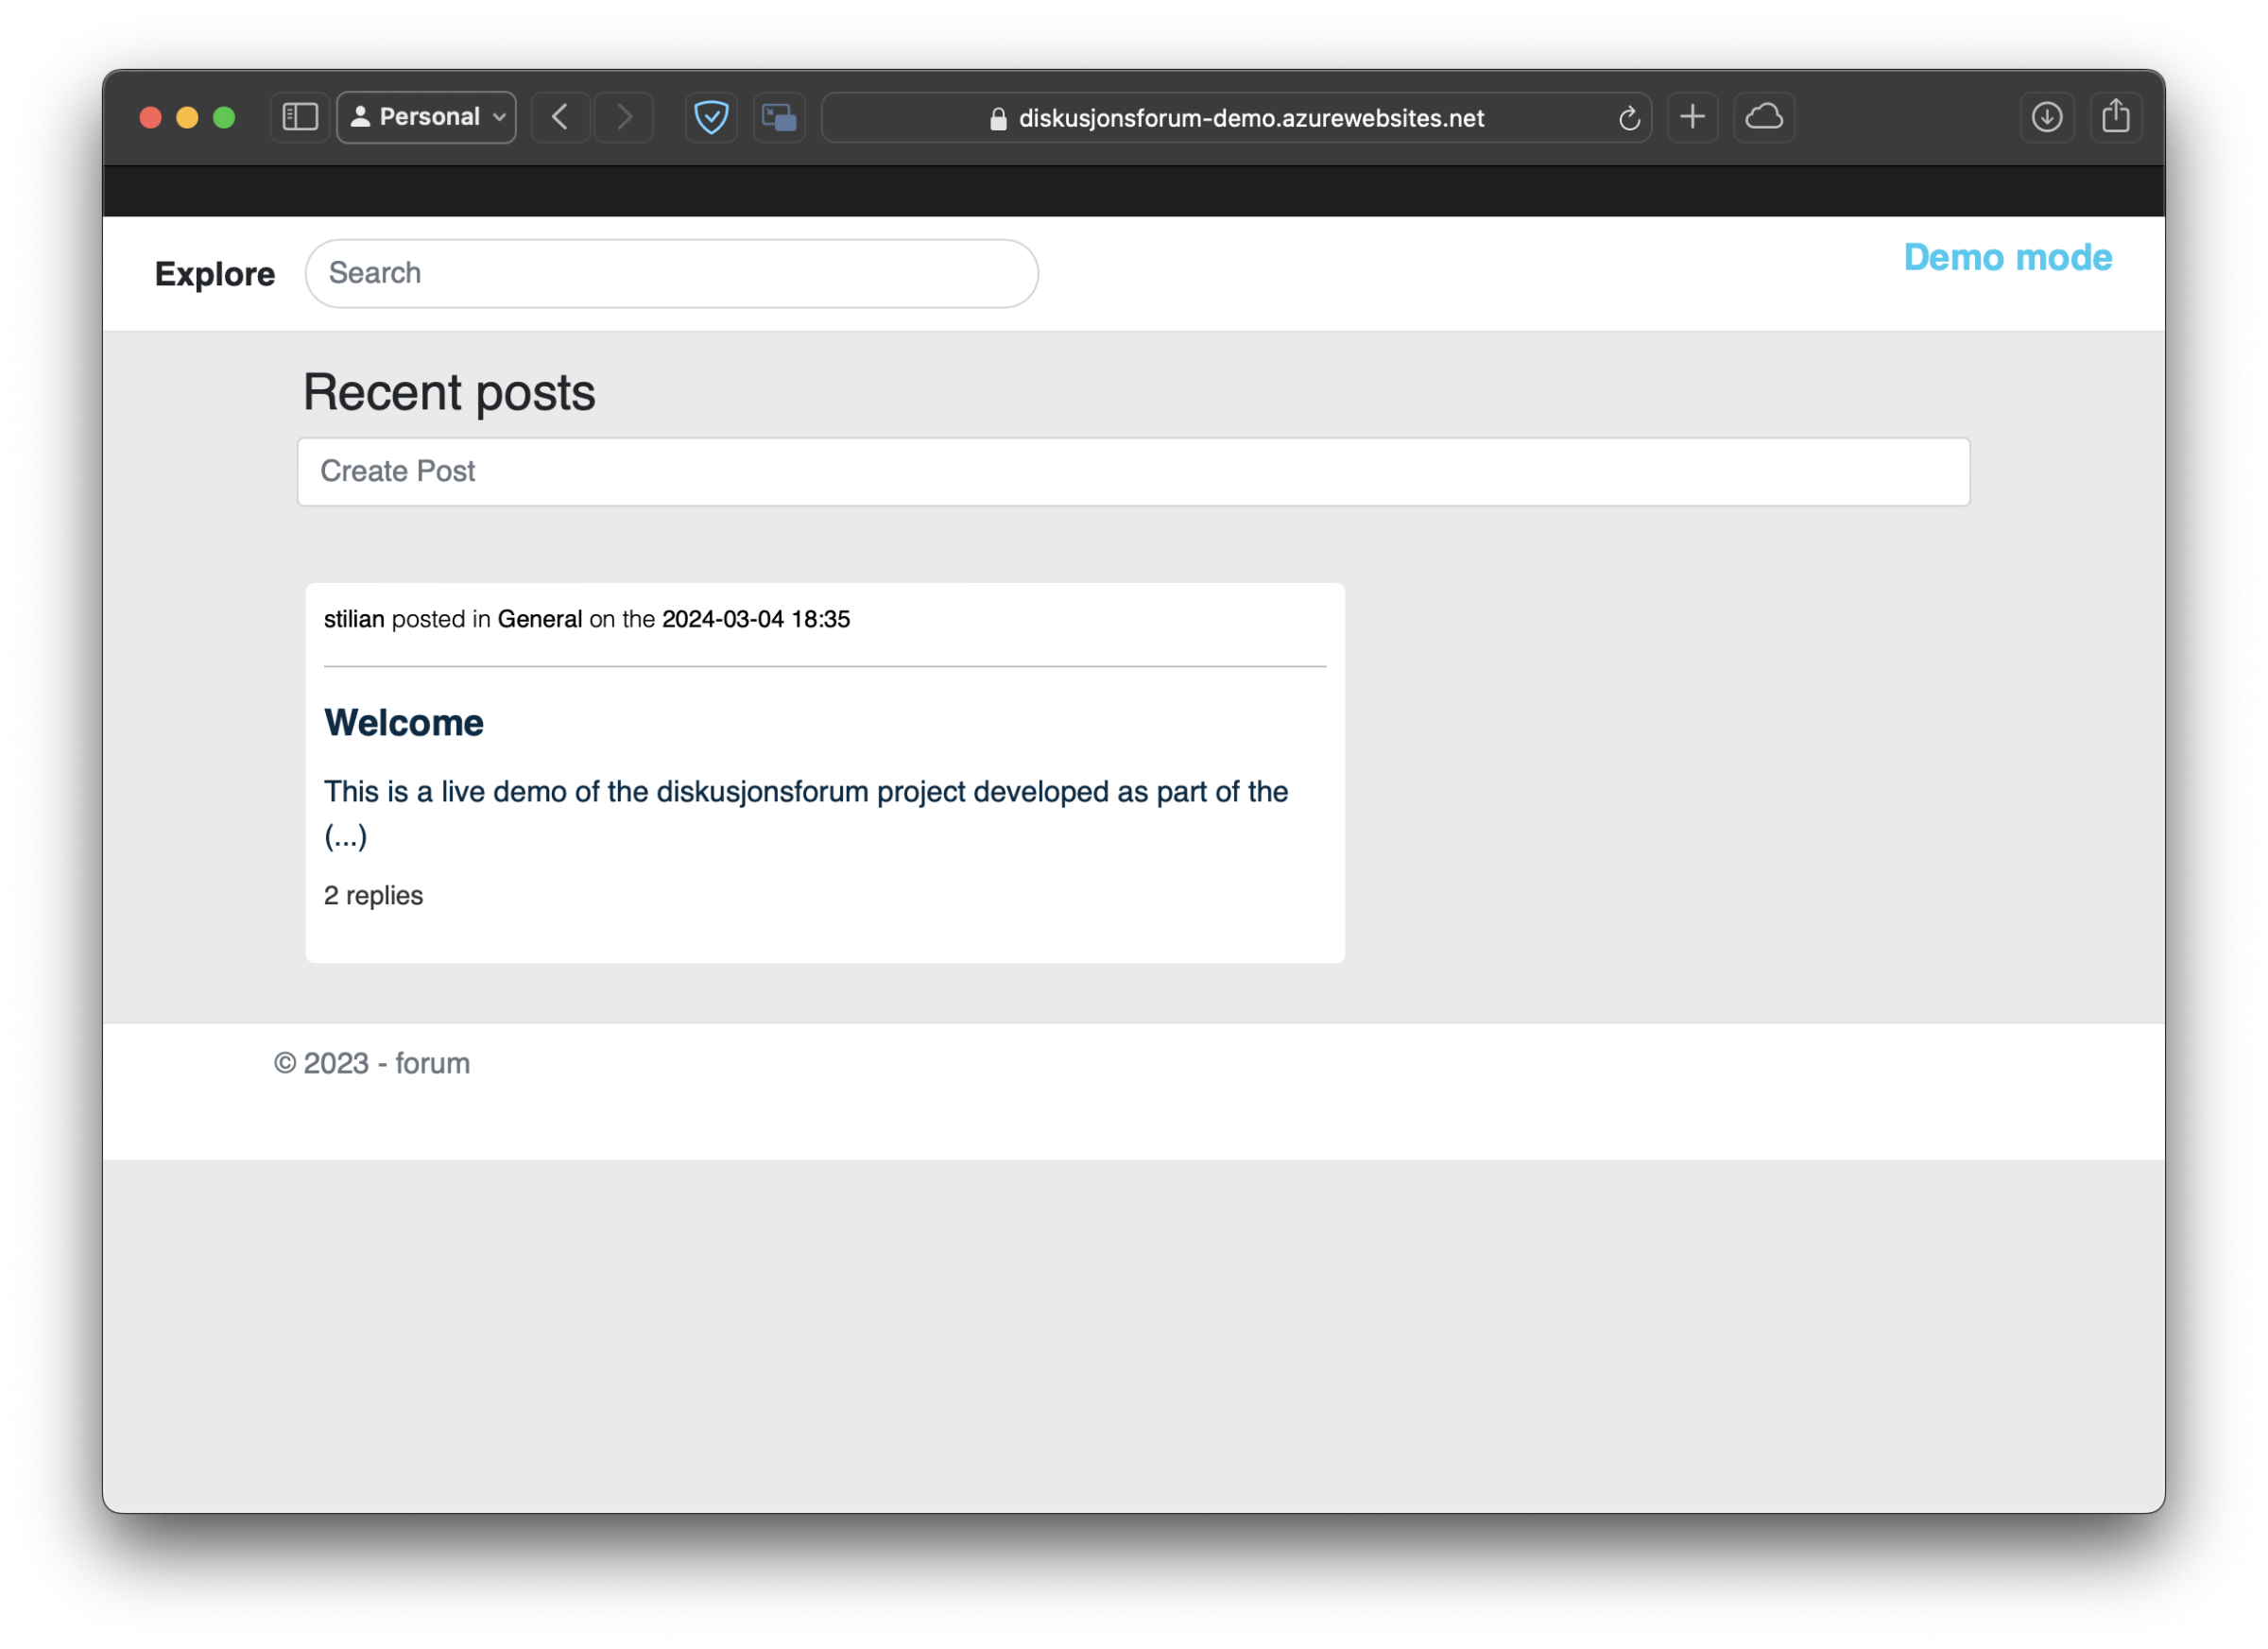 Personal
diskusjonsforum-demo.azurewebsites.net
Explore
Search
Demo mode
Recent posts
Create Post
stilian posted in General on the 2024-03-04 18:35
Welcome
This is a live demo of the diskusjonsforum project developed as part of the
(...)
2 replies
© 2023 - forum